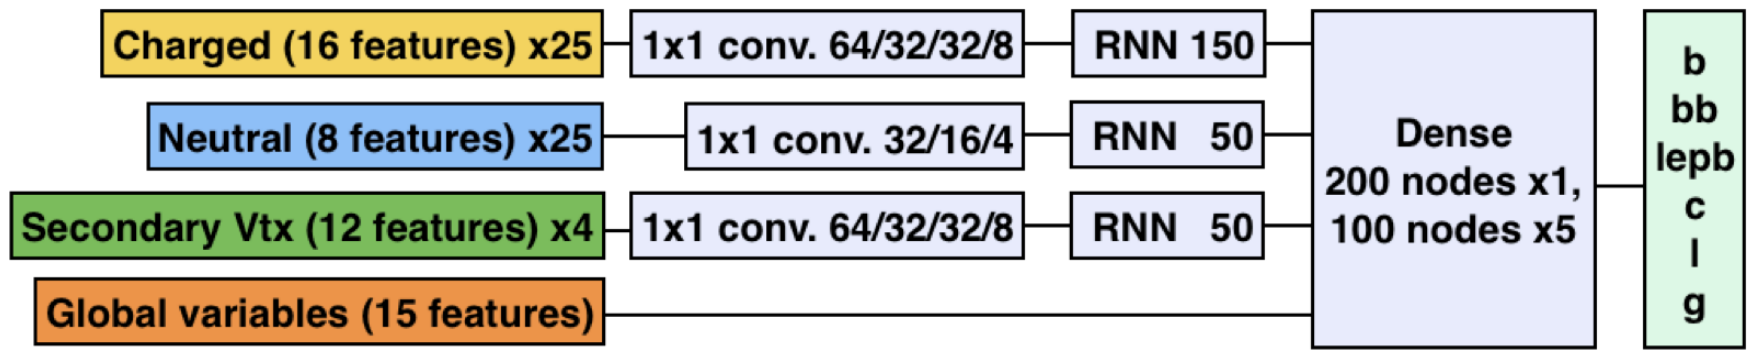 Charged (16 features) x25
1x1 conv. 64/32/32/8
RNN 150
Neutral (8 features) x25
1x1 conv. 32/16/4
RNN 50
Secondary Vtx (12 features) x4
1x1 conv. 64/32/32/8
RNN 50
Global variables (15 features)
Dense
200 nodes x1,
100 nodes x5
b
bb
lepb
c
l
g